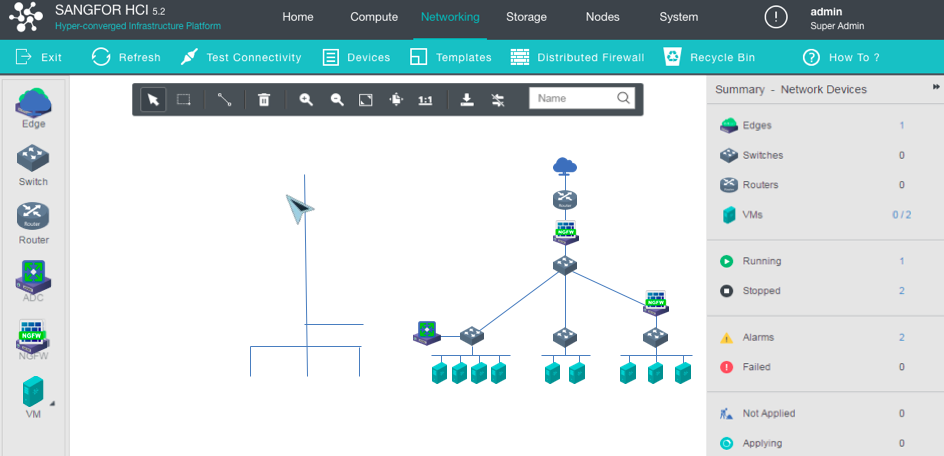 SANGFOR HCI 5.2
Hyper-converged Infrastructure Platform
Home
Compute
Networking
Storage
Nodes
System
admin
Super Admin
Exit
Refresh
Test Connectivity
Devices
Templates
Distributed Firewall
Recycle Bin
How To ?
Edge
Switch
Router
Router
ADC
NGFW
NGFW
VM
1:1
Name
Router
NGFW
NGFW
Summary - Network Devices
Edges 1
Switches 0
Routers 0
VMs 0 / 2
Running 1
Stopped 2
Alarms 2
Failed 0
Not Applied 0
Applying 0